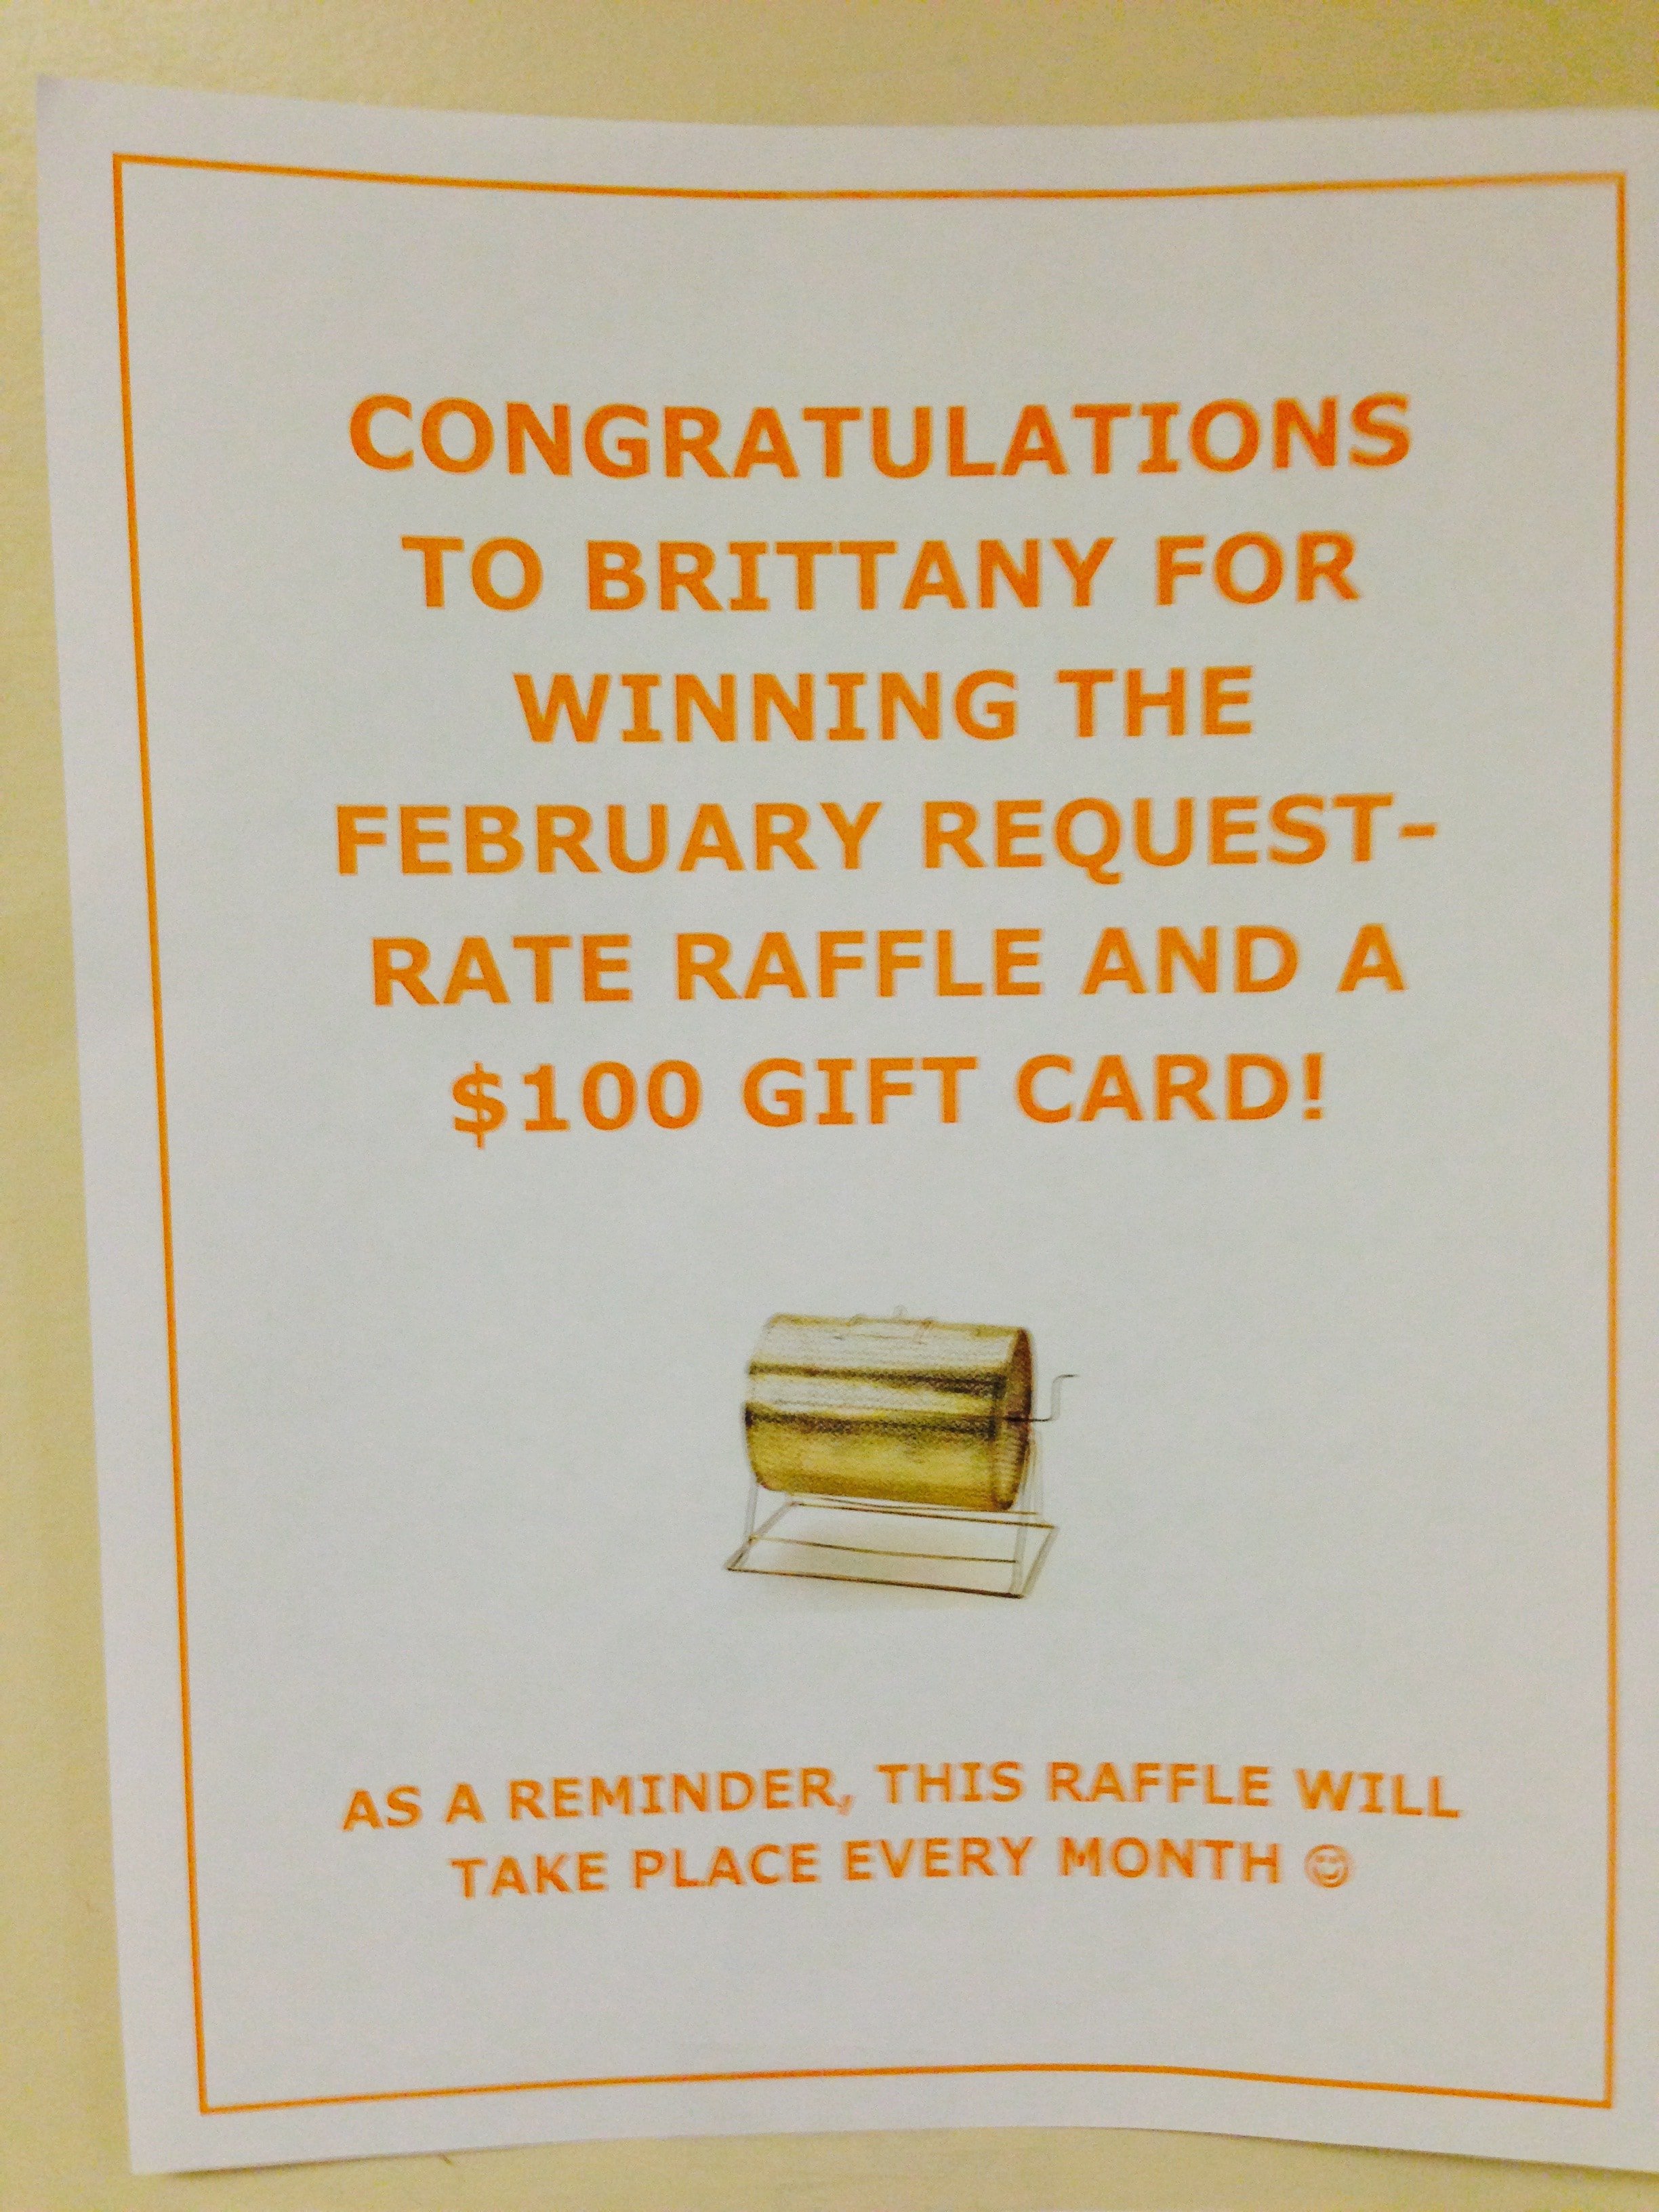 CONGRATULATIONS
TO BRITTANY FOR
WINNING THE
FEBRUARY REQUEST-
RATE RAFFLE AND A
$100 GIFT CARD!
AS A REMINDER, THIS RAFFLE WILL
TAKE PLACE EVERY MONTH ☺